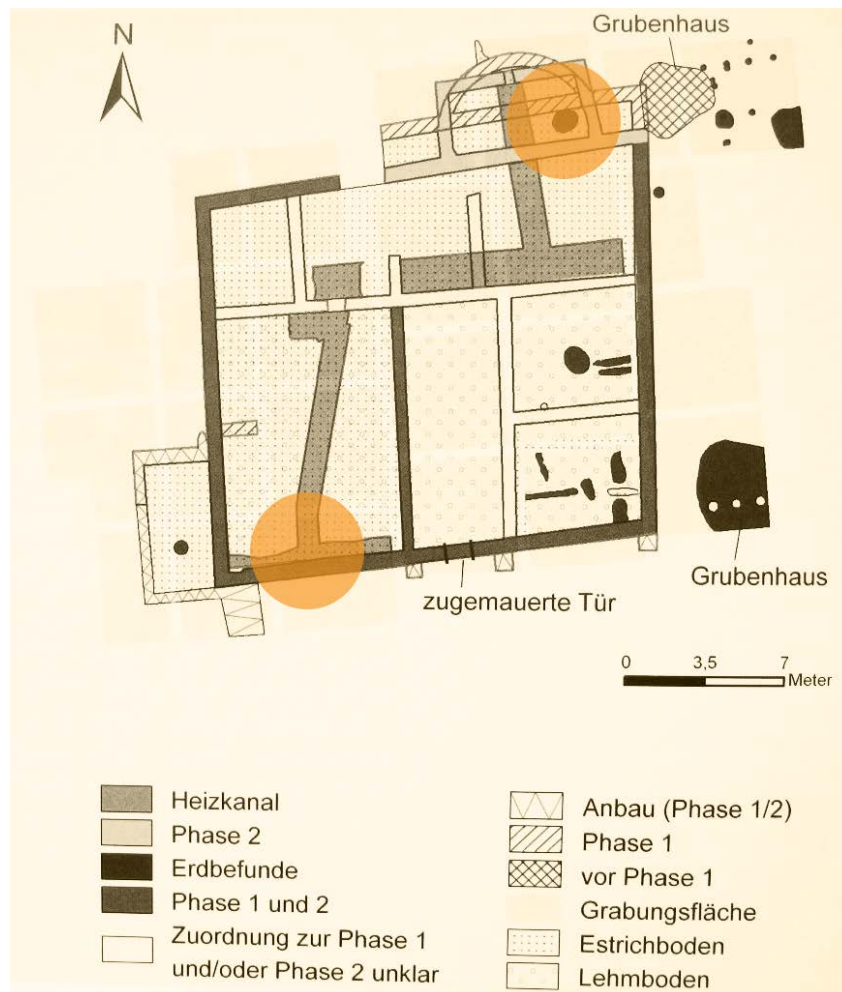 N
Grubenhaus
Grubenhaus
zugemauerte Tür
0 3,5 7
Meter
Heizkanal
Phase 2
Erdbefunde
Phase 1 und 2
Zuordnung zur Phase 1
und/oder Phase 2 unklar
Anbau (Phase 1/2)
Phase 1
vor Phase 1
Grabungsfläche
Estrichboden
Lehmboden